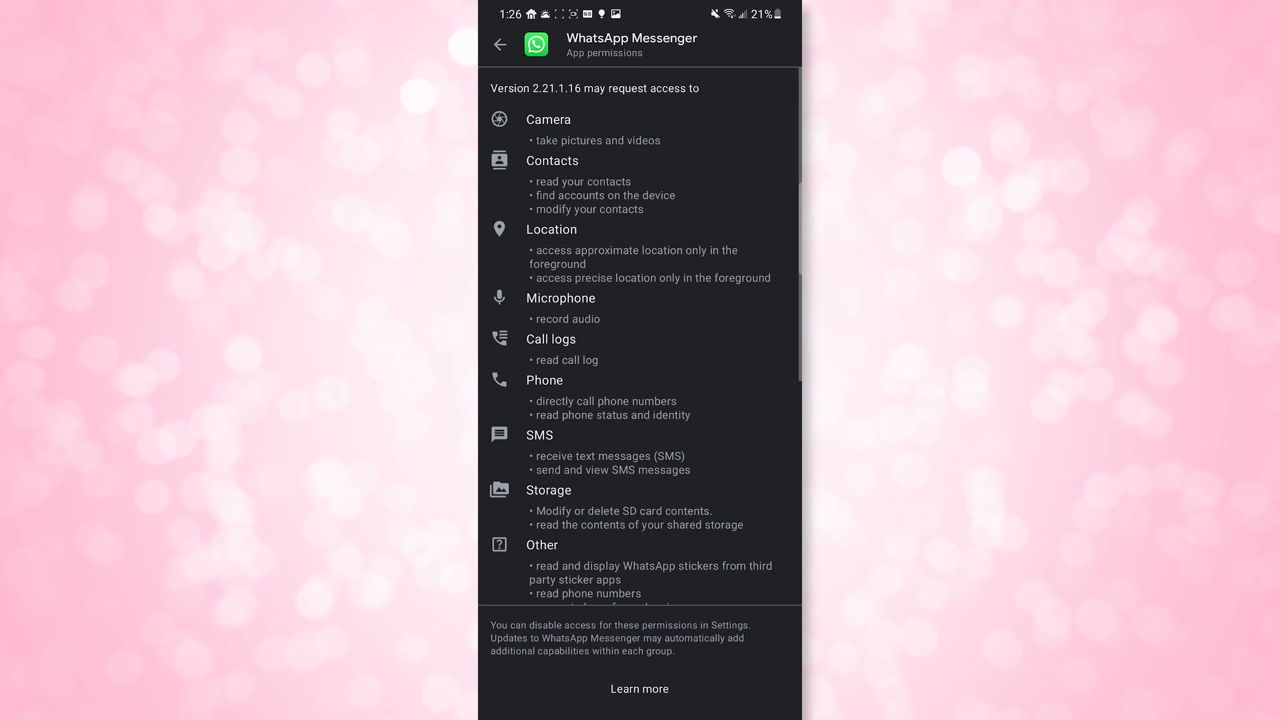 1:26
21%
WhatsApp Messenger
App permissions
Version 2.21.1.16 may request access to
Camera
• take pictures and videos
Contacts
• read your contacts
• find accounts on the device
• modify your contacts
Location
• access approximate location only in the
foreground
• access precise location only in the foreground
Microphone
• record audio
Call logs
• read call log
Phone
• directly call phone numbers
• read phone status and identity
SMS
• receive text messages (SMS)
• send and view SMS messages
Storage
• Modify or delete SD card contents.
• read the contents of your shared storage
Other
• read and display WhatsApp stickers from third
party sticker apps
• read phone numbers
You can disable access for these permissions in Settings.
Updates to WhatsApp Messenger may automatically add
additional capabilities within each group.
Learn more